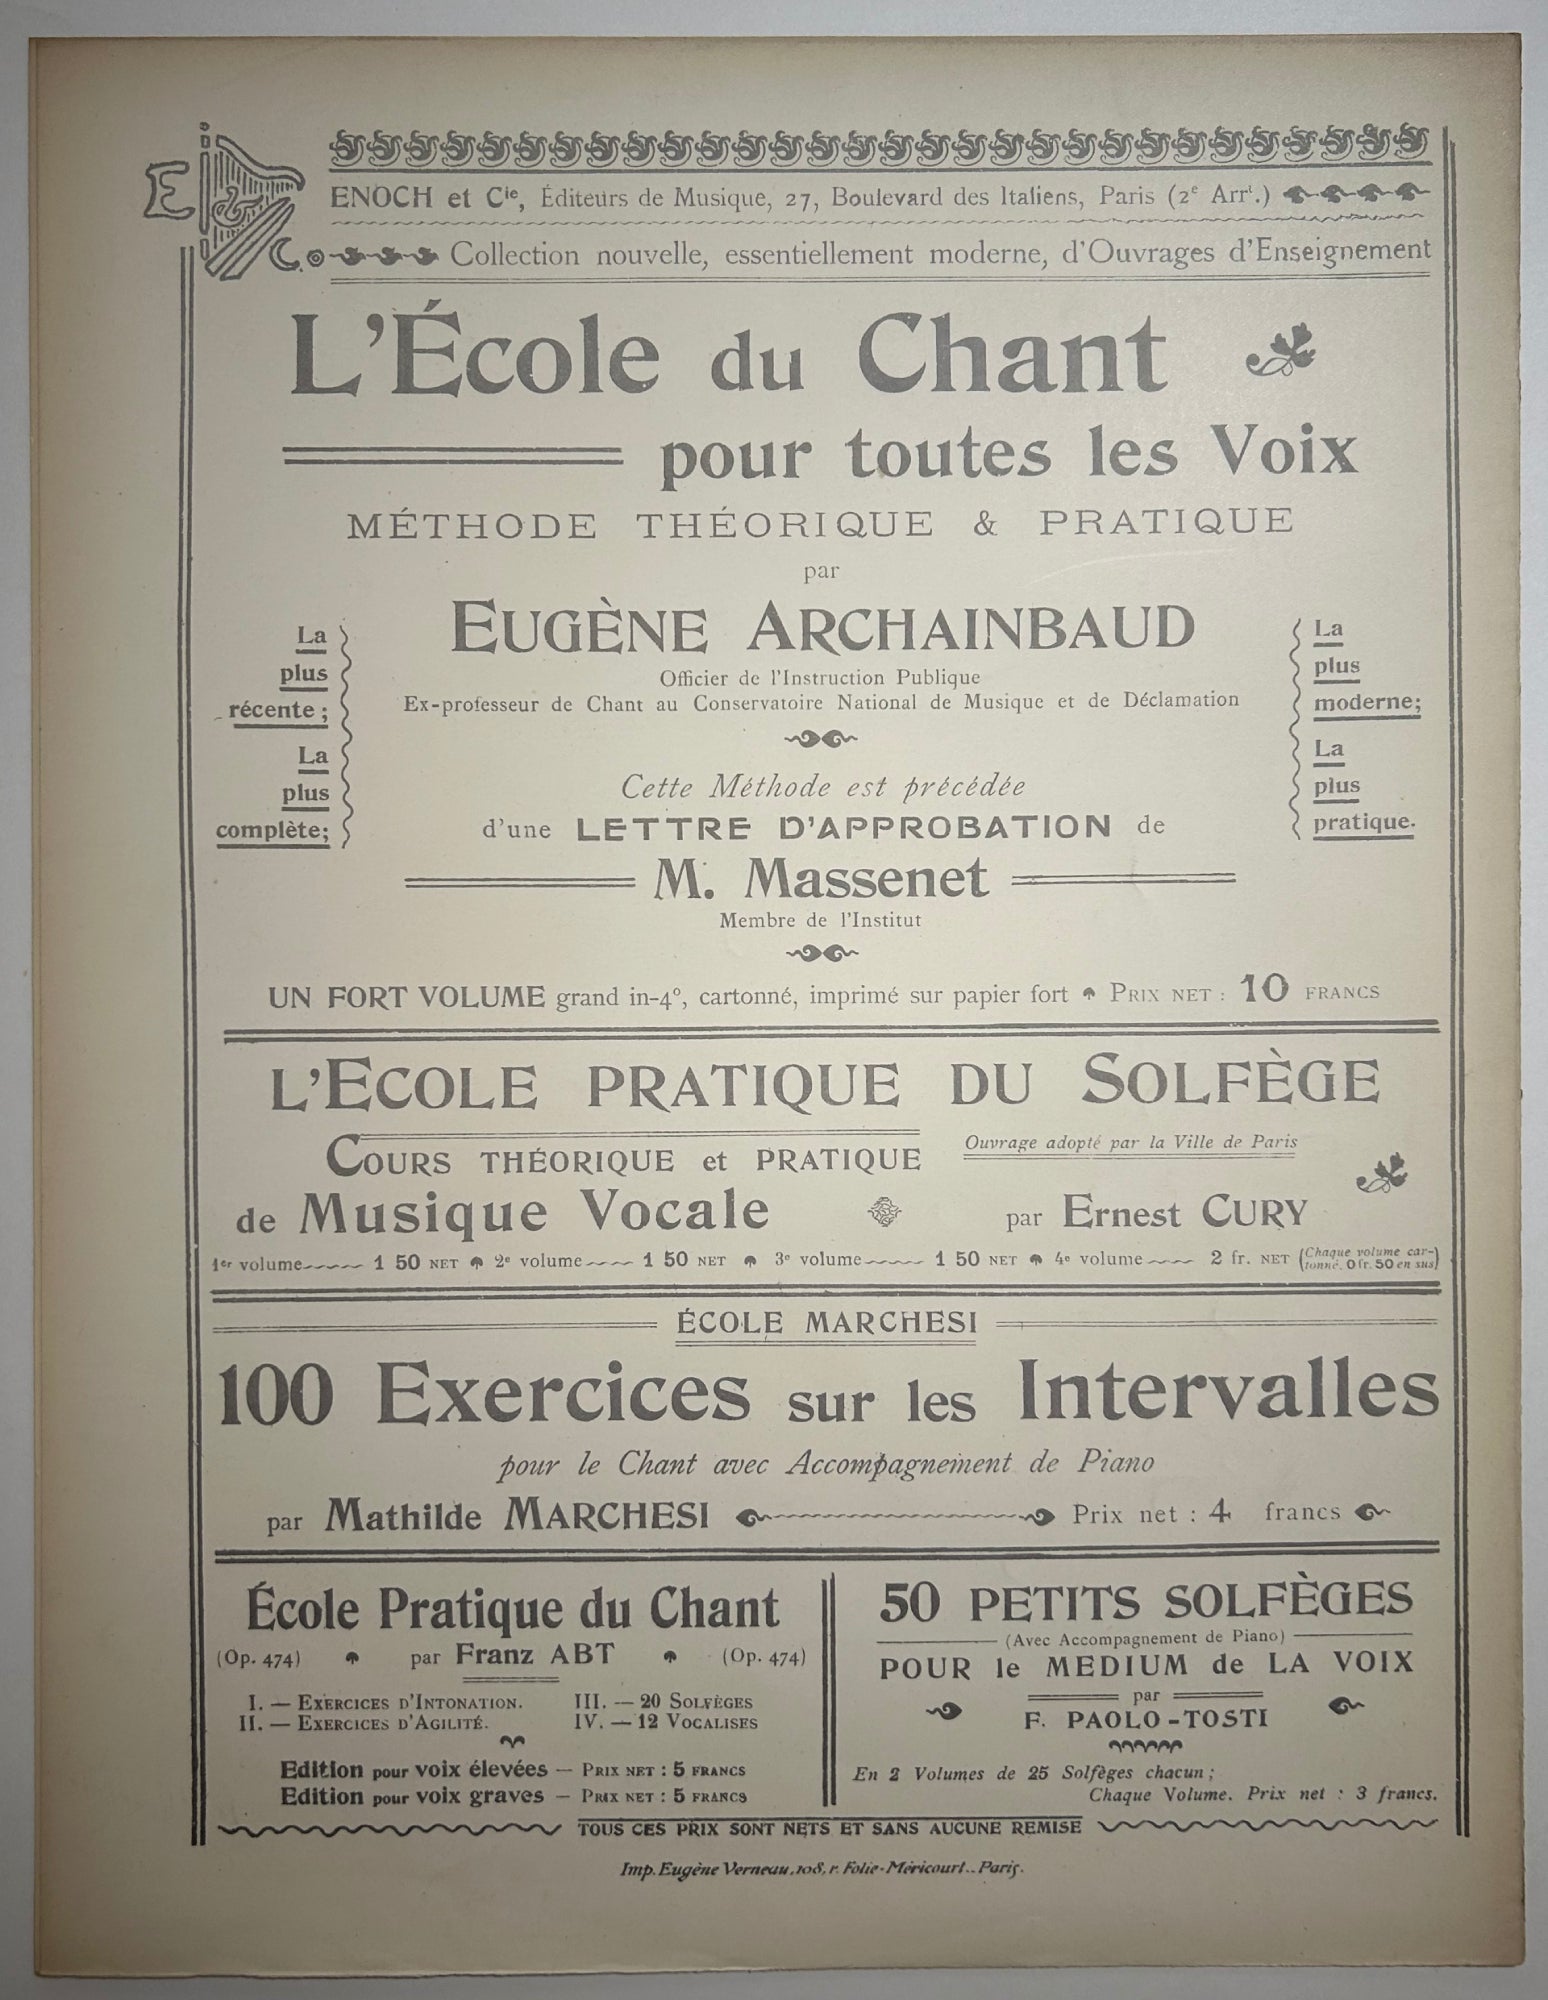 E & C.
ENOCH et Cie, Éditeurs de Musique, 27, Boulevard des Italiens, Paris (2e Arrt.)
Collection nouvelle, essentiellement moderne, d'Ouvrages d'Enseignement
L'École du Chant
pour toutes les Voix
MÉTHODE THÉORIQUE & PRATIQUE
par
EUGÈNE ARCHAINBAUD
Officier de l'Instruction Publique
Ex-professeur de Chant au Conservatoire National de Musique et de Déclamation
La
plus
récente;
La
plus
complète;
La
plus
moderne;
La
plus
pratique.
Cette Méthode est précédée
d'une LETTRE D'APPROBATION de
M. Massenet
Membre de l'Institut
UN FORT VOLUME grand in-4°, cartonné, imprimé sur papier fort PRIX NET : 10 FRANCS
L'ECOLE PRATIQUE DU SOLFÈGE
COURS THÉORIQUE et PRATIQUE
Ouvrage adopté par la Ville de Paris
de Musique Vocale par Ernest CURY
1er volume 1 50 NET 2e volume 1 50 NET 3e volume 1 50 NET 4e volume 2 fr. NET (Chaque volume car-
tonné. 0 fr. 50 en sus)
ÉCOLE MARCHESI
100 Exercices sur les Intervalles
pour le Chant avec Accompagnement de Piano
par Mathilde MARCHESI Prix net : 4 francs
École Pratique du Chant
(Op. 474) par Franz ABT (Op. 474)
I. — EXERCICES D'INTONATION. III. — 20 SOLFÈGES
II. — EXERCICES D'AGILITÉ. IV. — 12 VOCALISES
Edition pour voix élevées — PRIX NET : 5 FRANCS
Edition pour voix graves — PRIX NET : 5 FRANCS
50 PETITS SOLFÈGES
(Avec Accompagnement de Piano)
POUR le MEDIUM de LA VOIX
par
F. PAOLO-TOSTI
En 2 Volumes de 25 Solfèges chacun;
Chaque Volume. Prix net : 3 francs.
TOUS CES PRIX SONT NETS ET SANS AUCUNE REMISE
Imp. Eugène Verneau, 108, r. Folie-Méricourt.. Paris.